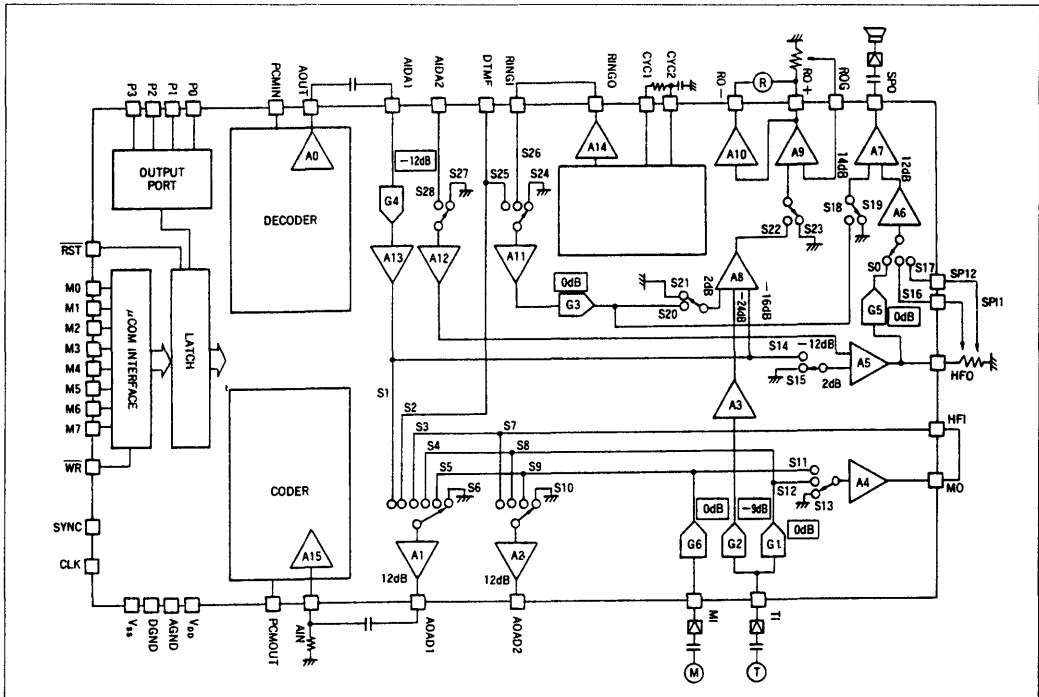 P3
P2
P1
P0
PCMIN
AOUT
AIDA1
AIDA2
DTMF
RINGI
RINGO
CYC1
CYC2
RO-
R
RO+
ROG
SPO
OUTPUT
PORT
A0
DECODER
-12dB
G4
A13
S28
S27
A12
S25
S26
S24
A11
A14
A10
A9
14dB
A7
12dB
A6
S18
S19
S22
S23
S0
S17
S16
SPI2
SPI1
RST
M0
M1
M2
M3
M4
M5
M6
M7
WR
SYNC
CLK
μCOM INTERFACE
LATCH
0dB
G3
S21
S20
2dB
A8
-24dB
-16dB
G5
0dB
S14
-12dB
S15
2dB
A5
HFO
A3
HFI
S1
S2
S3
S4
S5
S6
S7
S8
S9
S10
S11
S12
S13
A4
MO
CODER
A15
A1
12dB
A2
12dB
0dB
G6
-9dB
G2
G1
0dB
Vss
DGND
AGND
VDD
PCMOUT
AIN
AOAD1
AOAD2
MI
TI
M
T